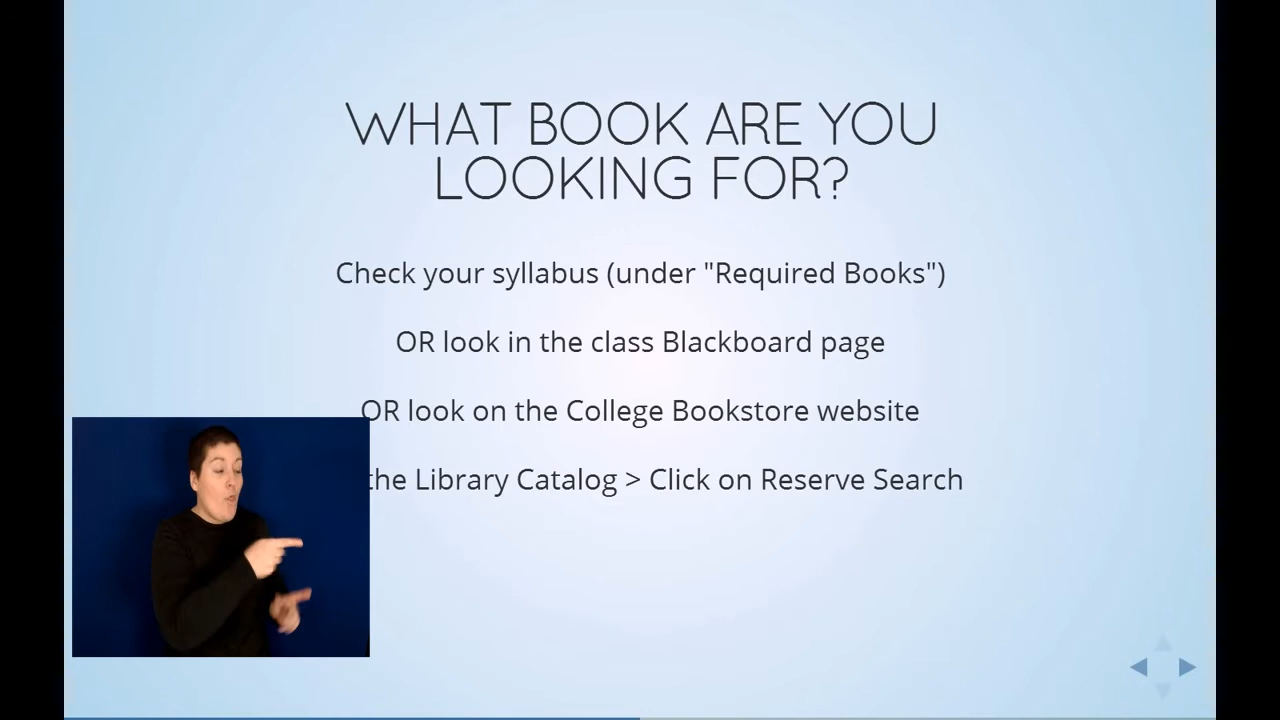 WHAT BOOK ARE YOU
LOOKING FOR?
Check your syllabus (under "Required Books")
OR look in the class Blackboard page
OR look on the College Bookstore website
the Library Catalog > Click on Reserve Search